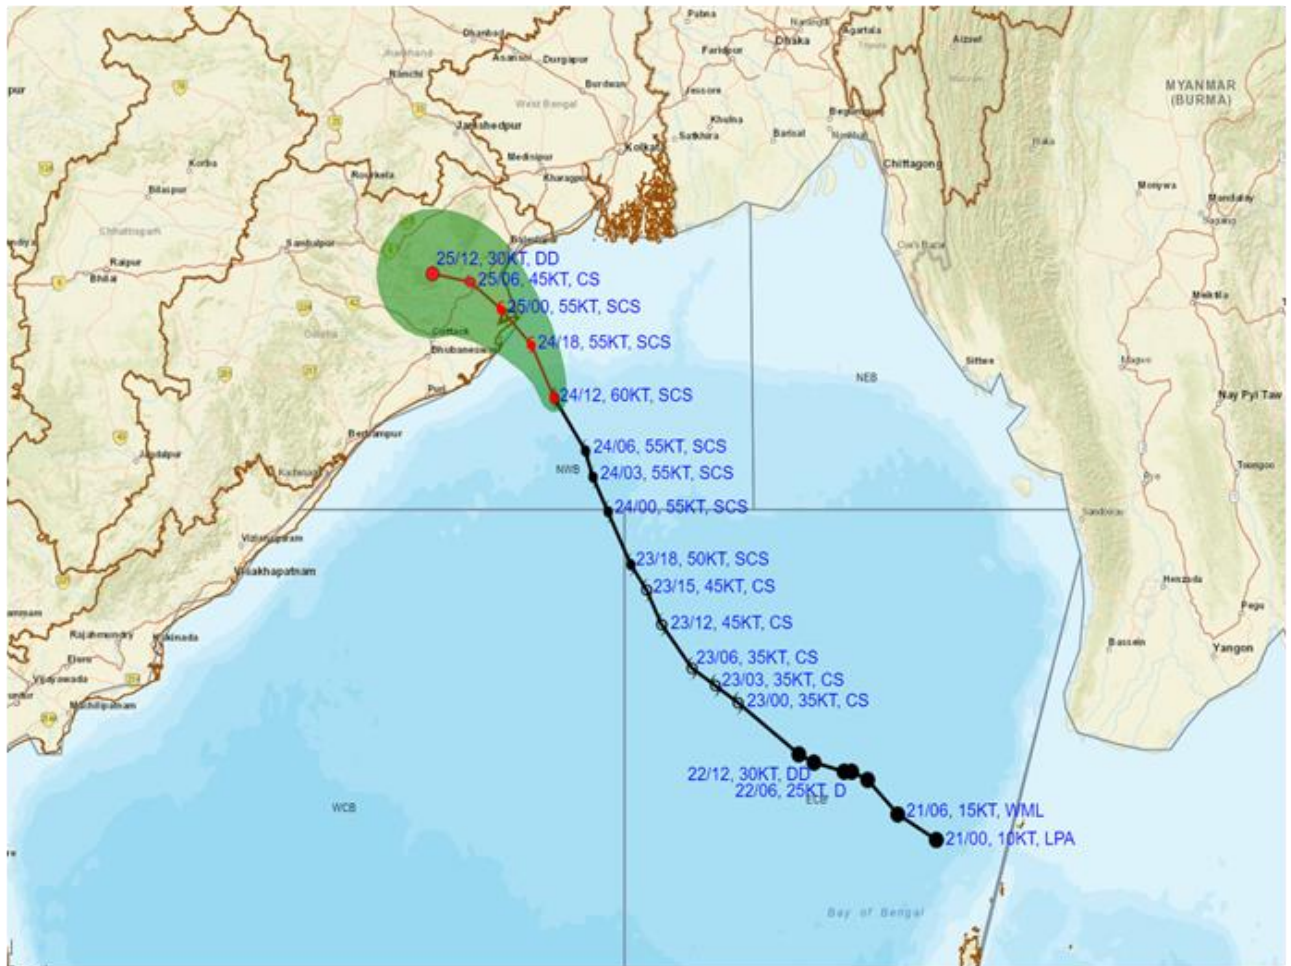 Patna
Narangi
Dhaka
Agartala
Aizawl
Dhanbad
Asansol
Durgapur
Faridpur
Jharkhand
Ranchi
Burdwan
MYANMAR
(BURMA)
pur
West Bengal
Jessore
Khulna
Jamshedpur
Satkhira
Barisal
Kolkata
Medinipur
Korba
Kharagpur
Chittagong
Rourkela
Monywa
Bilaspur
Mandalay
Sagaing
Chhattisgarh
Sambalpur
Cox's Bazar
Raipur
Bhilai
25/12, 30KT, DD
25/06, 45KT, CS
25/00, 55KT, SCS
Meiktila
Cuttack
Bhubaneswar
24/18, 55KT, SCS
Sittwe
Magwe
NEB
Puri
24/12, 60KT, SCS
Nay Pyi Taw
Berhampur
24/06, 55KT, SCS
Jagdalpur
NWB
24/03, 55KT, SCS
Toungoo
24/00, 55KT, SCS
Sandoway
Vizianagaram
23/18, 50KT, SCS
Visakhapatnam
23/15, 45KT, CS
Henzada
Pegu
23/12, 45KT, CS
Rajahmundry
Kakinada
Bassein
Yangon
Eluru
23/06, 35KT, CS
Vijayawada
23/03, 35KT, CS
23/00, 35KT, CS
Machilipatnam
22/12, 30KT, DD
22/06, 25KT, D
ECB
WCB
21/06, 15KT, WML
21/00, 10KT, LPA
Bay of Bengal